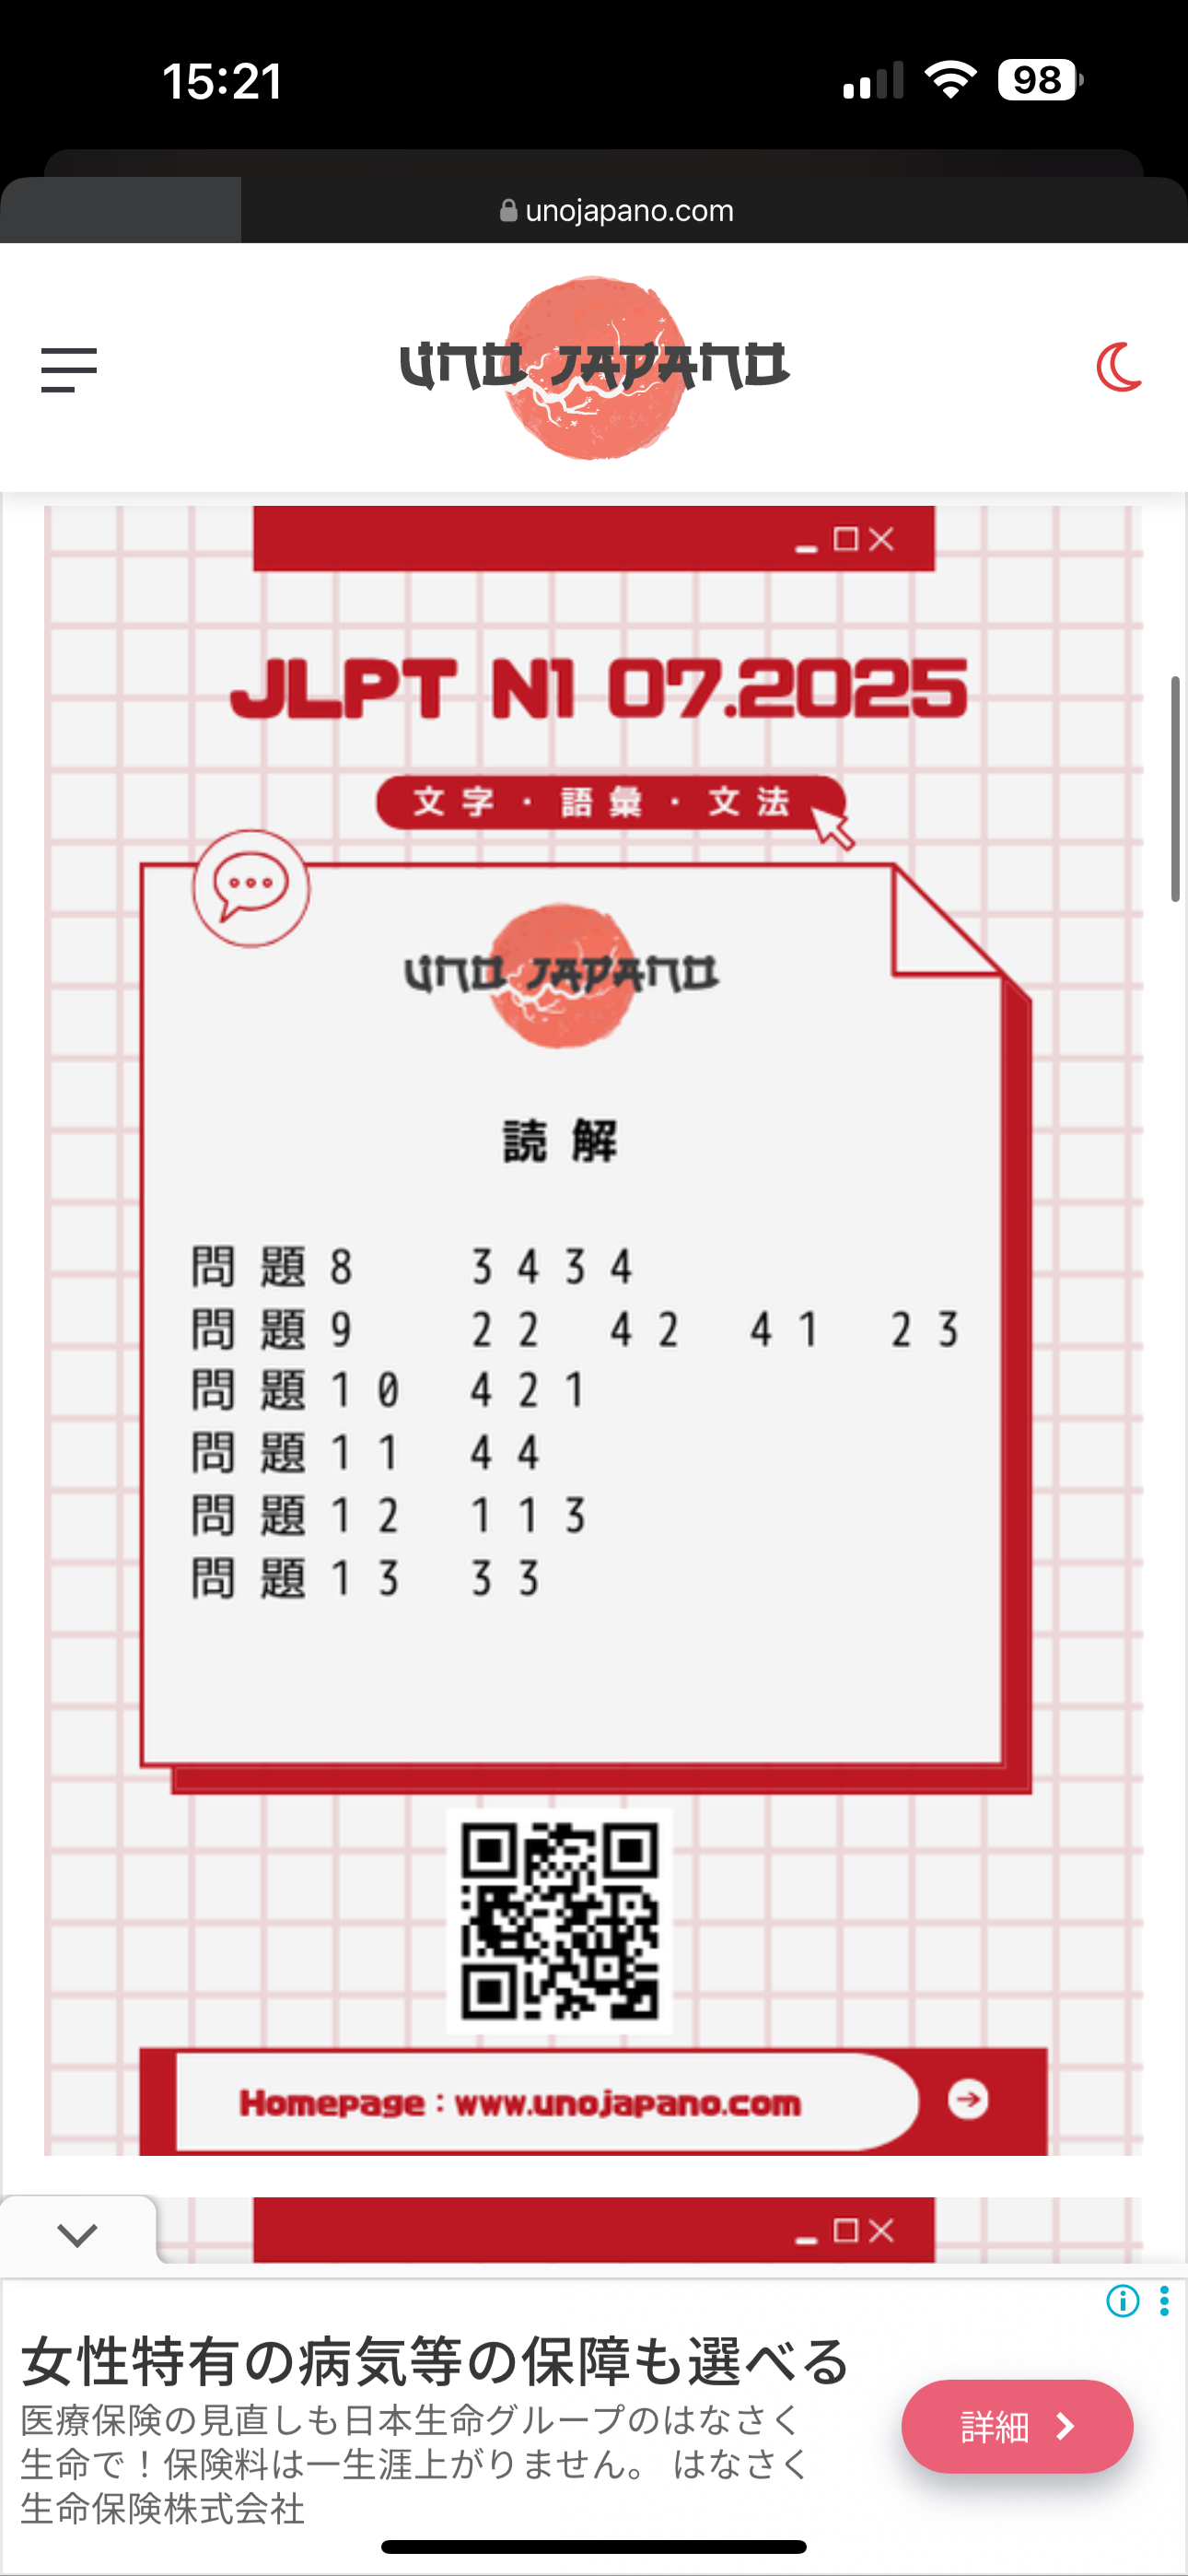 15:21
98
unojapano.com
UNO JAPANO
JLPT N1 07.2025
文字・語彙・文法
UNO JAPANO
読解
問題8 3434
問題9 22 42 41 23
問題10 421
問題11 44
問題12 113
問題13 33
Homepage：www.unojapano.com
女性特有の病気等の保障も選べる
医療保険の見直しも日本生命グループのはなさく
生命で！保険料は一生涯上がりません。 はなさく
生命保険株式会社
詳細